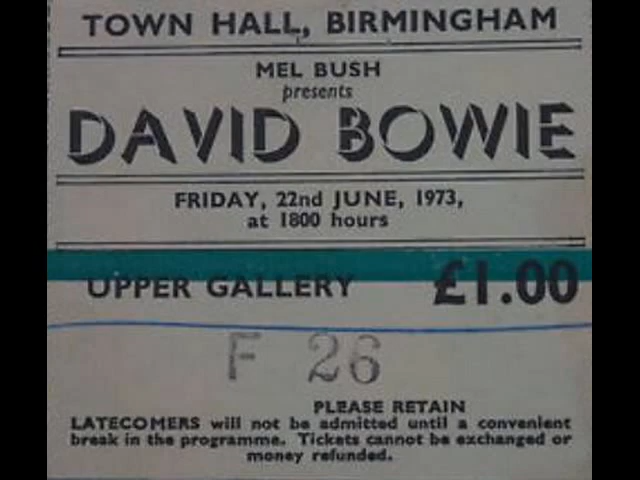 TOWN HALL, BIRMINGHAM
MEL BUSH
presents
DAVID BOWIE
FRIDAY, 22nd JUNE, 1973,
at 1800 hours
UPPER GALLERY £1.00
F 26
PLEASE RETAIN
LATECOMERS will not be admitted until a convenient
break in the programme. Tickets cannot be exchanged or
money refunded.